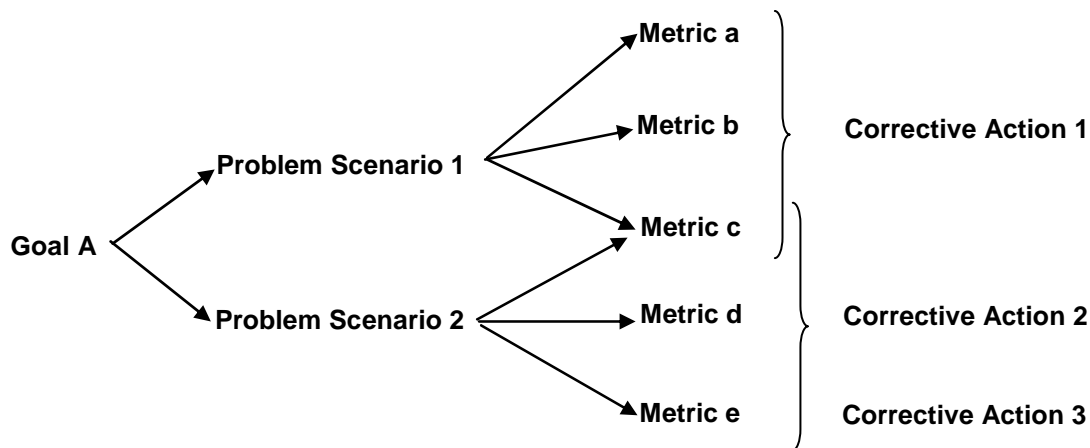 Goal A
Problem Scenario 1
Problem Scenario 2
Metric a
Metric b
Metric c
Metric d
Metric e
Corrective Action 1
Corrective Action 2
Corrective Action 3